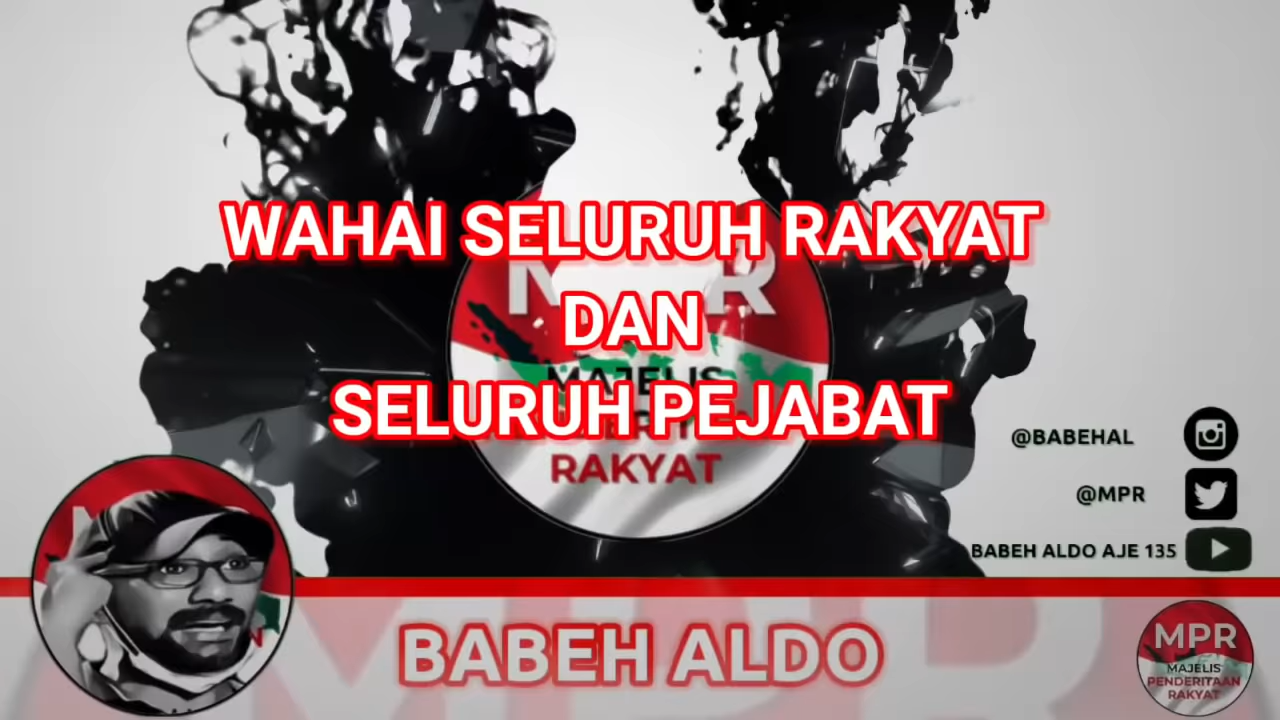 WAHAI SELURUH RAKYAT
DAN
SELURUH PEJABAT
MAJELIS
RAKYAT
@BABEHAL
@MPR
BABEH ALDO AJE 135
BABEH ALDO
MPR
MAJELIS
PENDERITAAN
RAKYAT